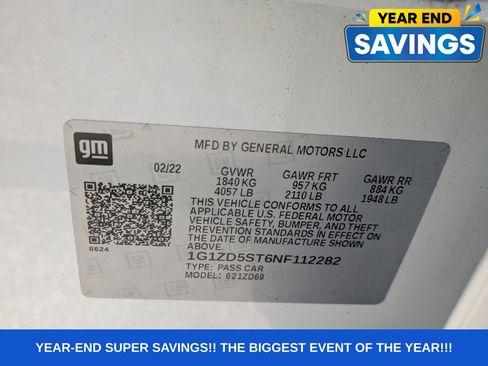 YEAR END
SAVINGS
gm
MFD BY GENERAL MOTORS LLC
02/22 GVWR GAWR FRT GAWR RR
1840 KG 957 KG 884 KG
4057 LB 2110 LB 1948 LB
THIS VEHICLE CONFORMS TO ALL
APPLICABLE U.S. FEDERAL MOTOR
VEHICLE SAFETY, BUMPER, AND THEFT
PREVENTION STANDARDS IN EFFECT ON
THE DATE OF MANUFACTURE SHOWN
ABOVE.
8624
1G1ZD5ST6NF112282
TYPE: PASS CAR
MODEL: 621ZD69
YEAR-END SUPER SAVINGS!! THE BIGGEST EVENT OF THE YEAR!!!